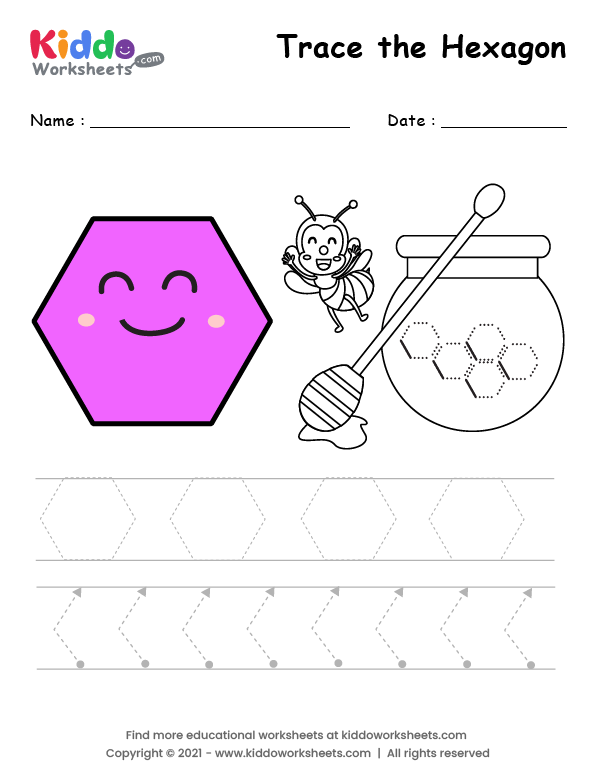 Kiddo
Worksheets.com
Trace the Hexagon
Name :
Date :
Find more educational worksheets at kiddoworksheets.com
Copyright © 2021 - www.kiddoworksheets.com | All rights reserved